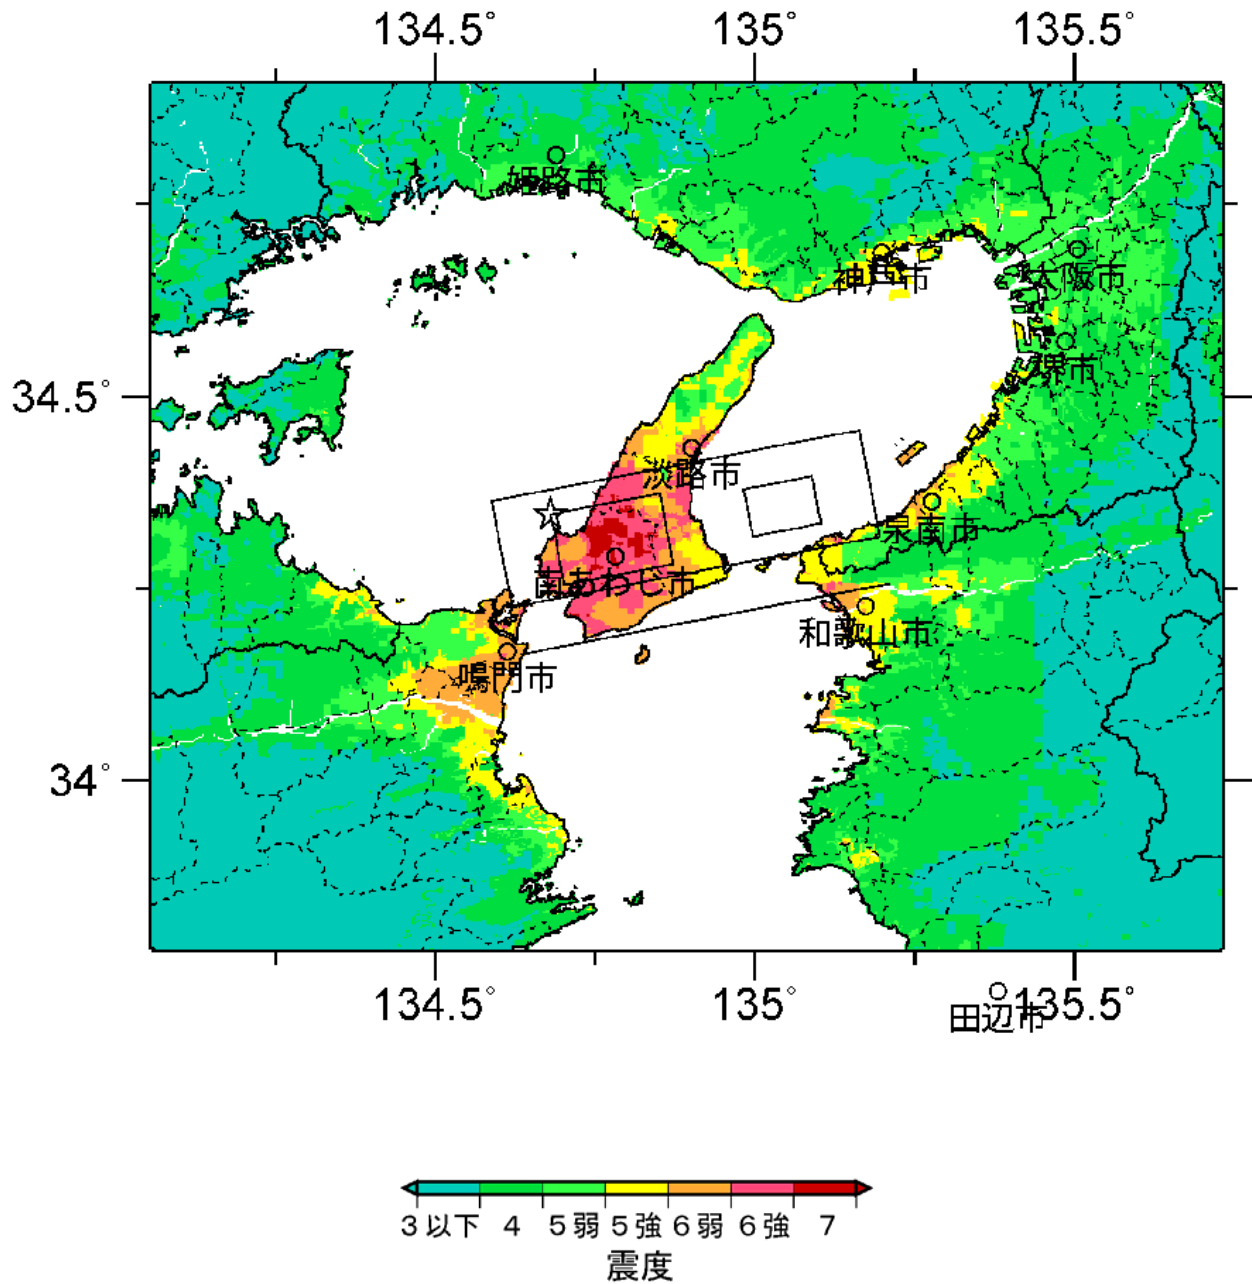 134.5° 135° 135.5°
姫路市
神戸市
大阪市
堺市
34.5°
淡路市
泉南市
南あわじ市
和歌山市
鳴門市
34°
134.5° 135° 135.5°
田辺市
3以下 4 5弱 5強 6弱 6強 7
震度